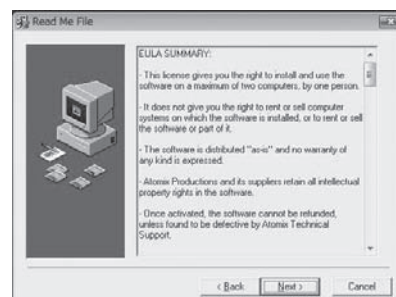 Read Me File
EULA SUMMARY:
- This license gives you the right to install and use the
software on a maximum of two computers, by one person.
- It does not give you the right to rent or sell computer
systems on which the software is installed, or to rent or sell
the software or part of it.
- The software is distributed "as-is" and no warranty of
any kind is expressed.
- Atomix Productions and its suppliers retain all intellectual
property rights in the software.
- Once activated, the software cannot be refunded,
unless found to be defective by Atomix Technical
Support.
< Back
Next >
Cancel